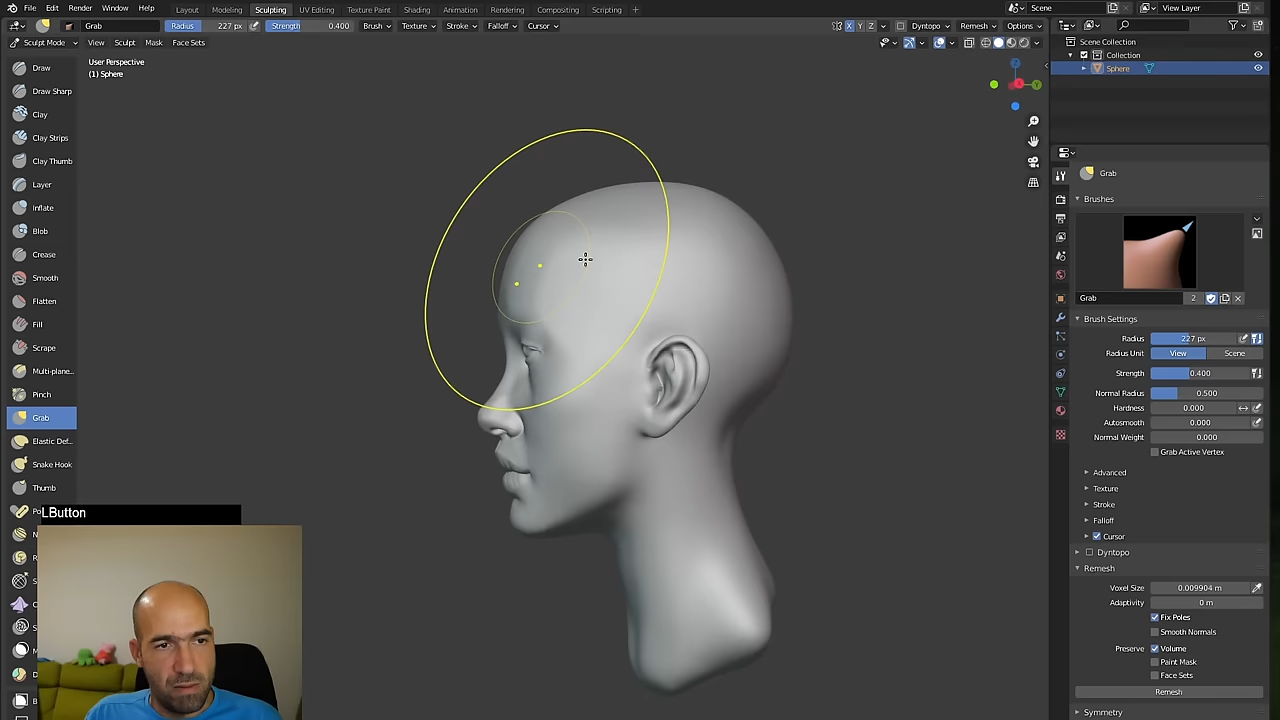 File Edit Render Window Help Layout Modeling Sculpting UV Editing Texture Paint Shading Animation Rendering Compositing Scripting + Scene View Layer
Grab Radius 227 px Strength 0.400 Brush Texture Stroke Falloff Cursor X Y Z Dyntopo Remesh Options
Sculpt Mode View Sculpt Mask Face Sets
User Perspective
(1) Sphere
Scene Collection
Collection
Sphere
Draw
Draw Sharp
Clay
Clay Strips
Clay Thumb
Layer
Inflate
Blob
Crease
Smooth
Flatten
Fill
Scrape
Multi-plane...
Pinch
Grab
Elastic Def...
Snake Hook
Thumb
LButton
Grab
Brushes
Grab 2
Brush Settings
Radius 227 px
Radius Unit View Scene
Strength 0.400
Normal Radius 0.500
Hardness 0.000
Autosmooth 0.000
Normal Weight 0.000
Grab Active Vertex
Advanced
Texture
Stroke
Falloff
Cursor
Dyntopo
Remesh
Voxel Size 0.009904 m
Adaptivity 0 m
Fix Poles
Smooth Normals
Preserve Volume
Paint Mask
Face Sets
Remesh
Symmetry